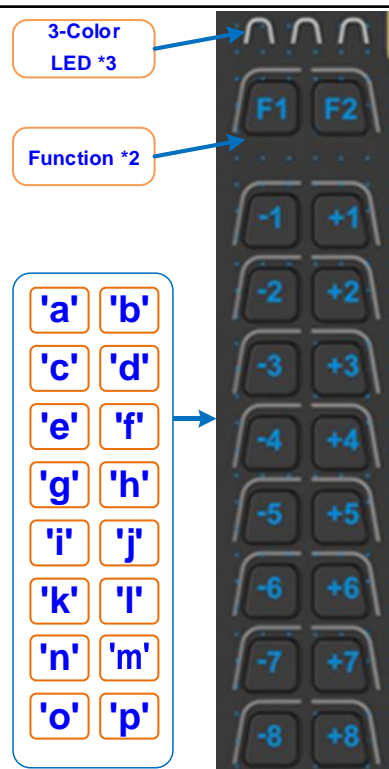 3-Color
LED *3
F1 F2
Function *2
-1 +1
-2 +2
'a' 'b'
-3 +3
'c' 'd'
'e' 'f'
-4 +4
'g' 'h'
-5 +5
'i' 'j'
-6 +6
'k' 'l'
'n' 'm'
-7 +7
'o' 'p'
-8 +8